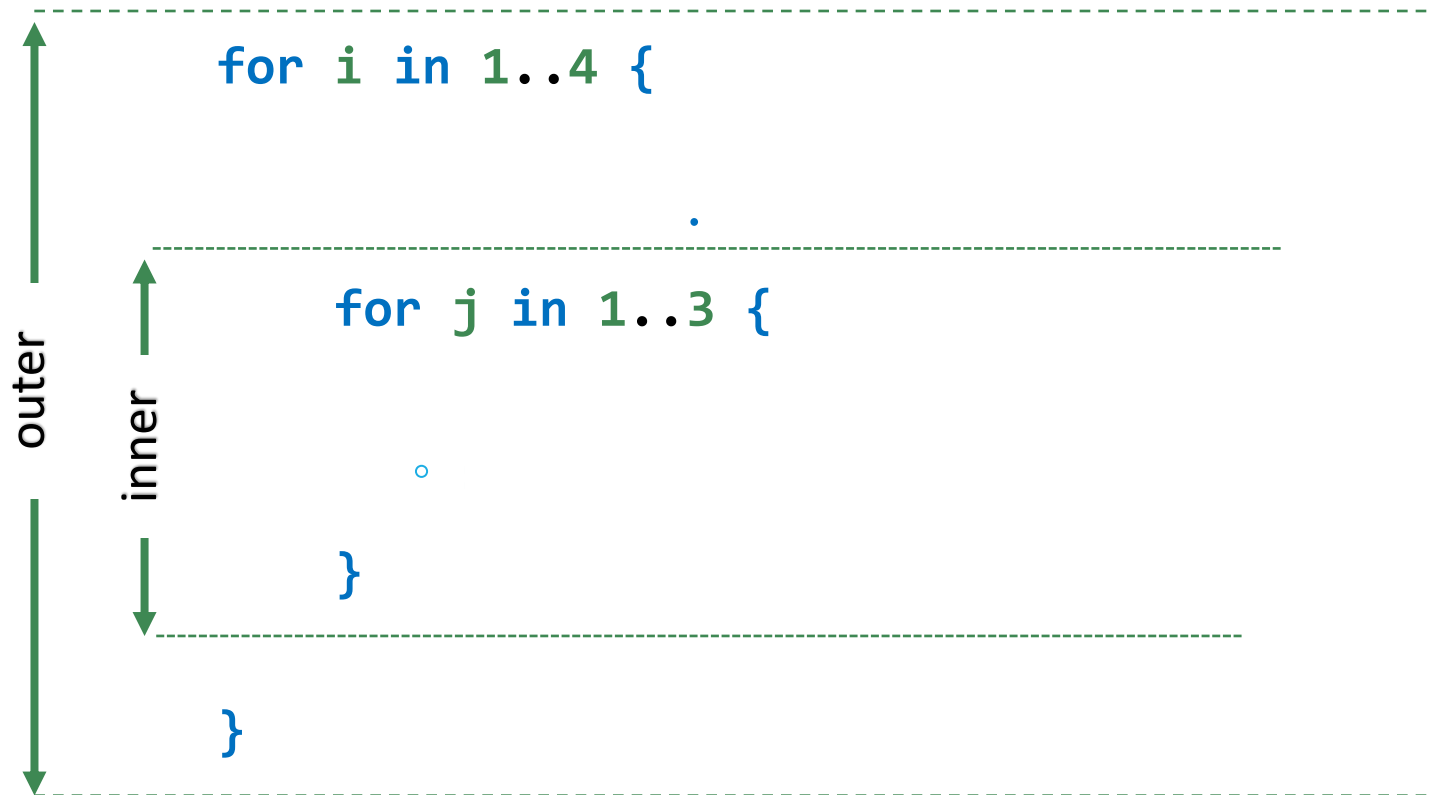 for i in 1..4 {
for j in 1..3 {
}
}
outer
inner